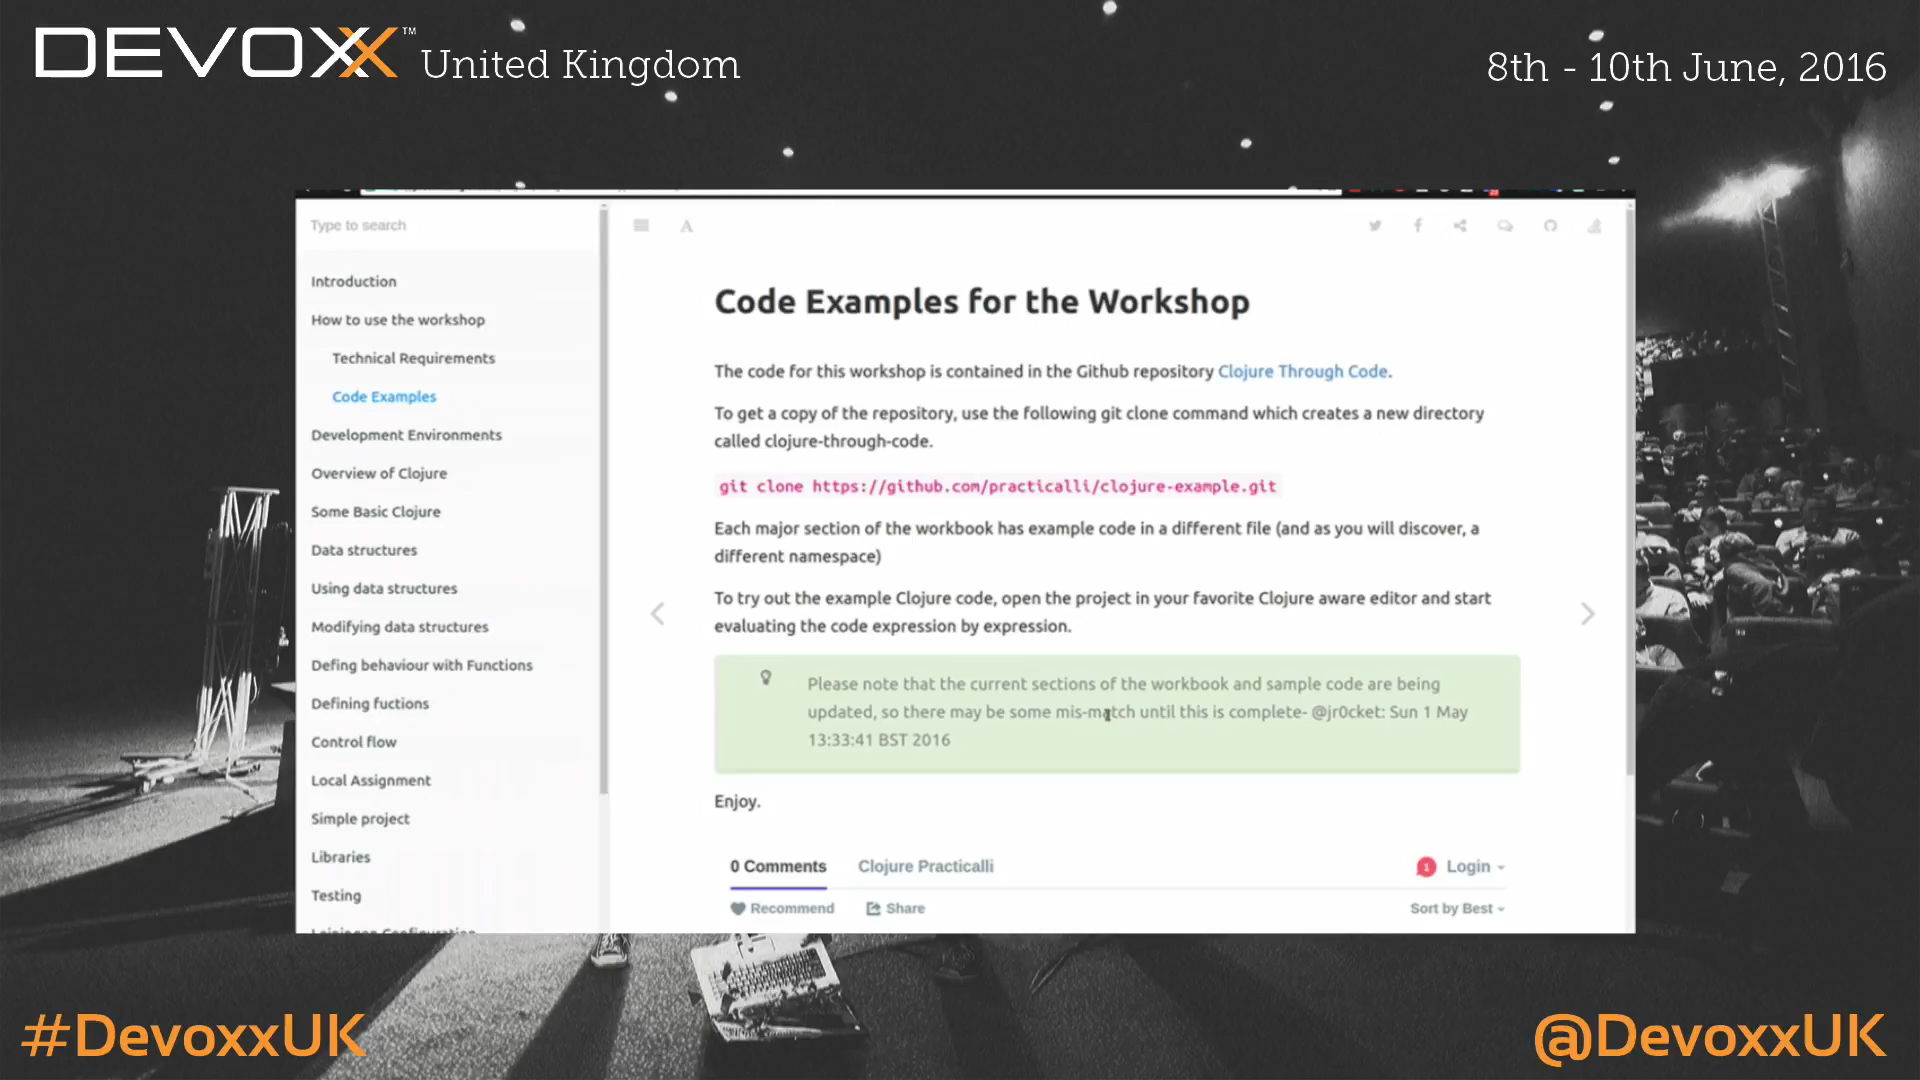 DEVOXX™ United Kingdom
8th - 10th June, 2016
Type to search
A
Introduction
How to use the workshop
Technical Requirements
Code Examples
Development Environments
Overview of Clojure
Some Basic Clojure
Data structures
Using data structures
Modifying data structures
Defing behaviour with Functions
Defining fuctions
Control flow
Local Assignment
Simple project
Libraries
Testing
Leiningen Configuration
Code Examples for the Workshop
The code for this workshop is contained in the Github repository Clojure Through Code.
To get a copy of the repository, use the following git clone command which creates a new directory
called clojure-through-code.
git clone https://github.com/practicalli/clojure-example.git
Each major section of the workbook has example code in a different file (and as you will discover, a
different namespace)
To try out the example Clojure code, open the project in your favorite Clojure aware editor and start
evaluating the code expression by expression.
Please note that the current sections of the workbook and sample code are being
updated, so there may be some mis-match until this is complete- @jr0cket: Sun 1 May
13:33:41 BST 2016
Enjoy.
0 Comments Clojure Practicalli 1 Login
Recommend Share Sort by Best
#DevoxxUK
@DevoxxUK